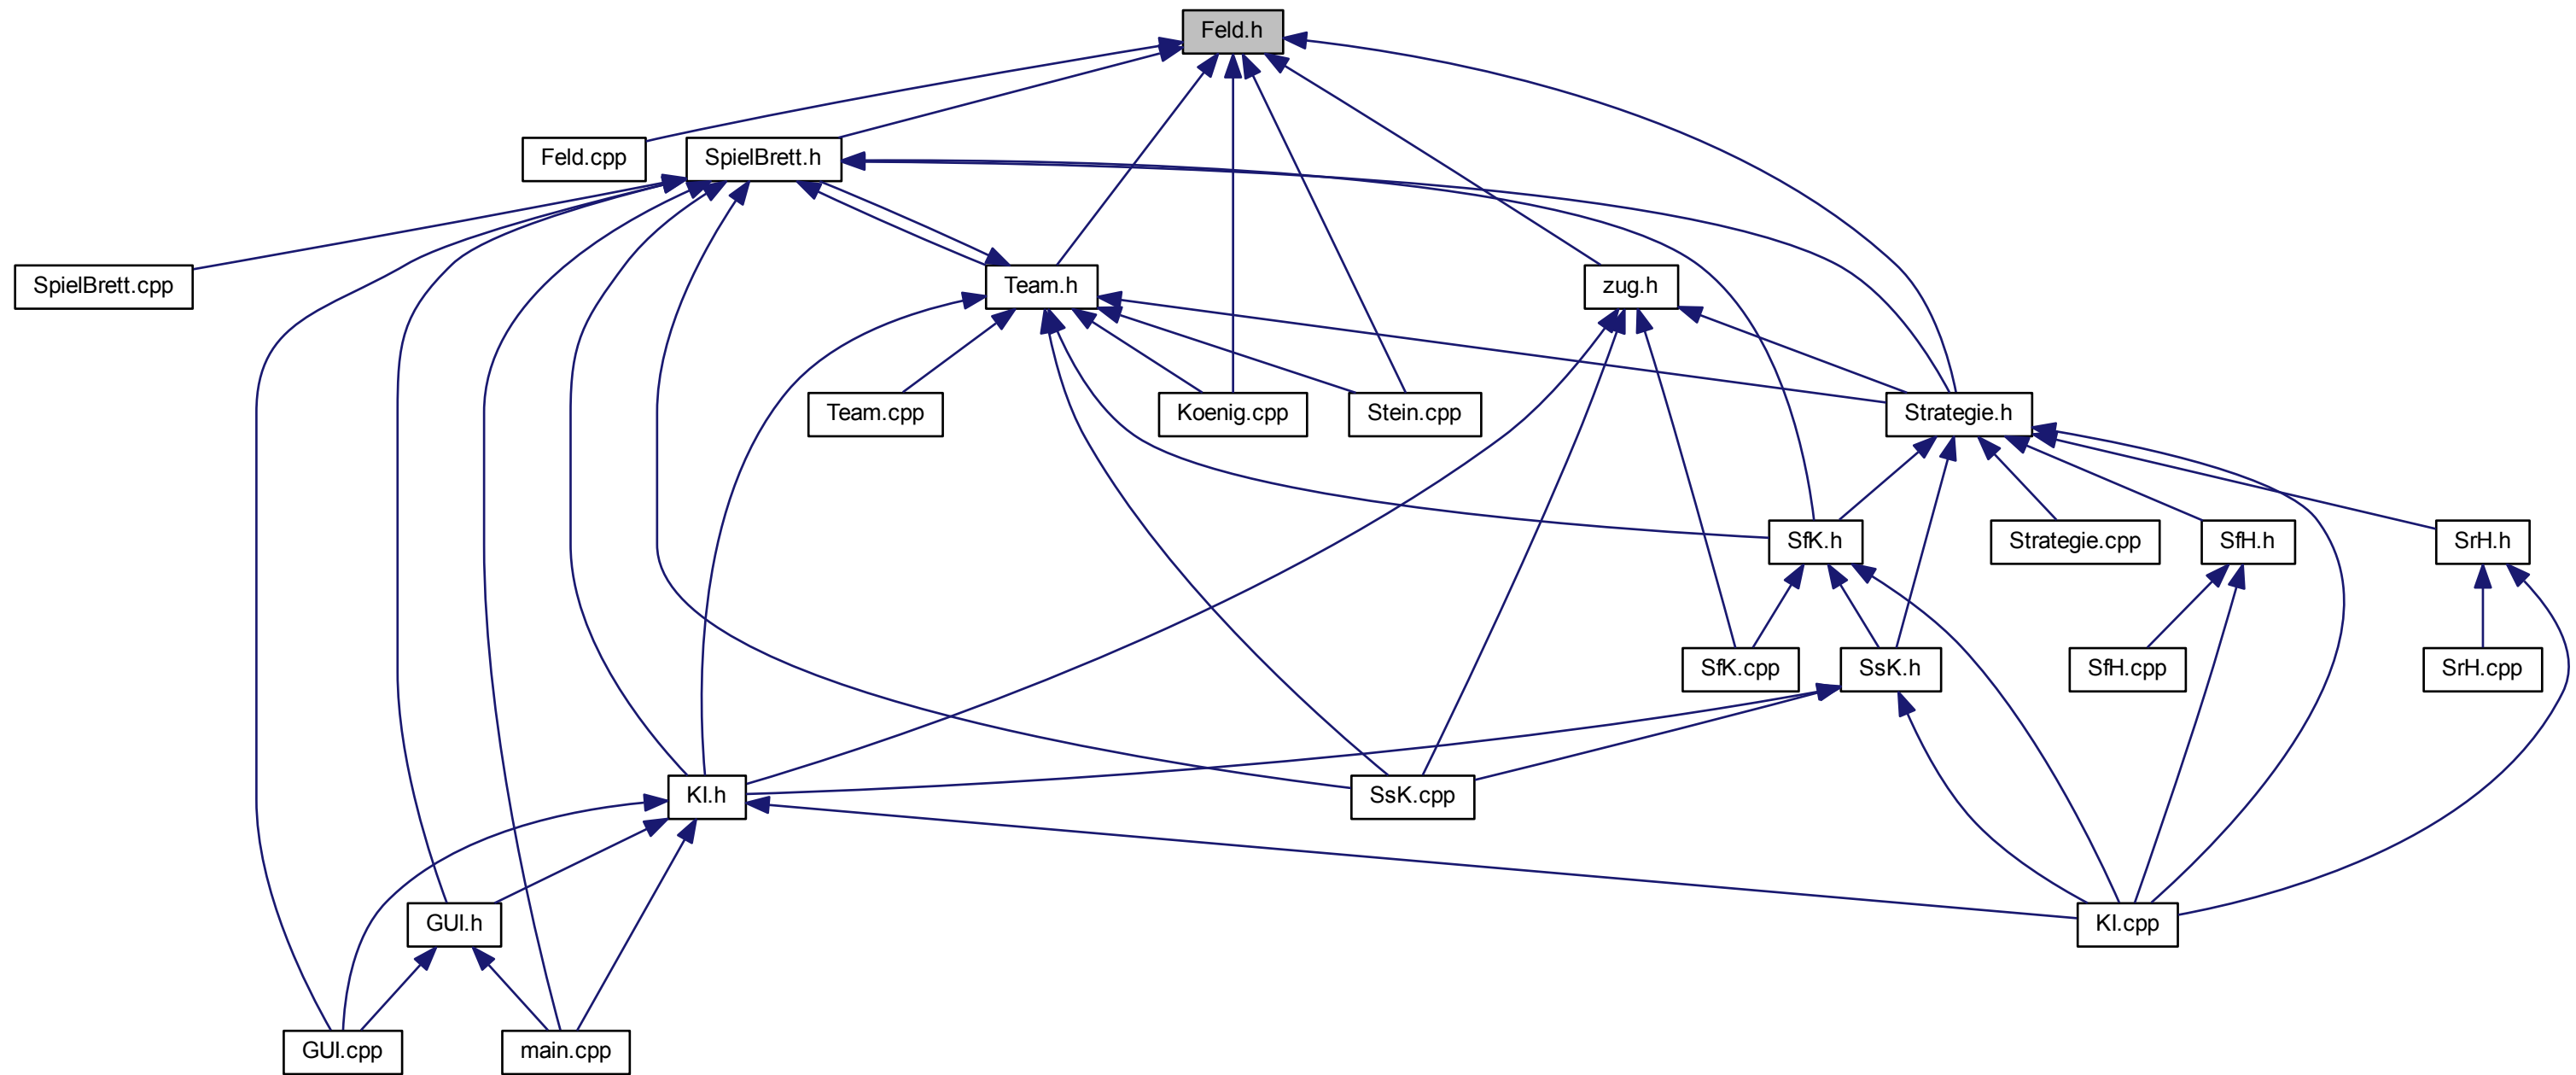 Feld.h
Feld.cpp
SpielBrett.h
SpielBrett.cpp
Team.h
zug.h
Team.cpp
Koenig.cpp
Stein.cpp
Strategie.h
SfK.h
Strategie.cpp
SfH.h
SrH.h
SfK.cpp
SsK.h
SfH.cpp
SrH.cpp
KI.h
SsK.cpp
GUI.h
KI.cpp
GUI.cpp
main.cpp